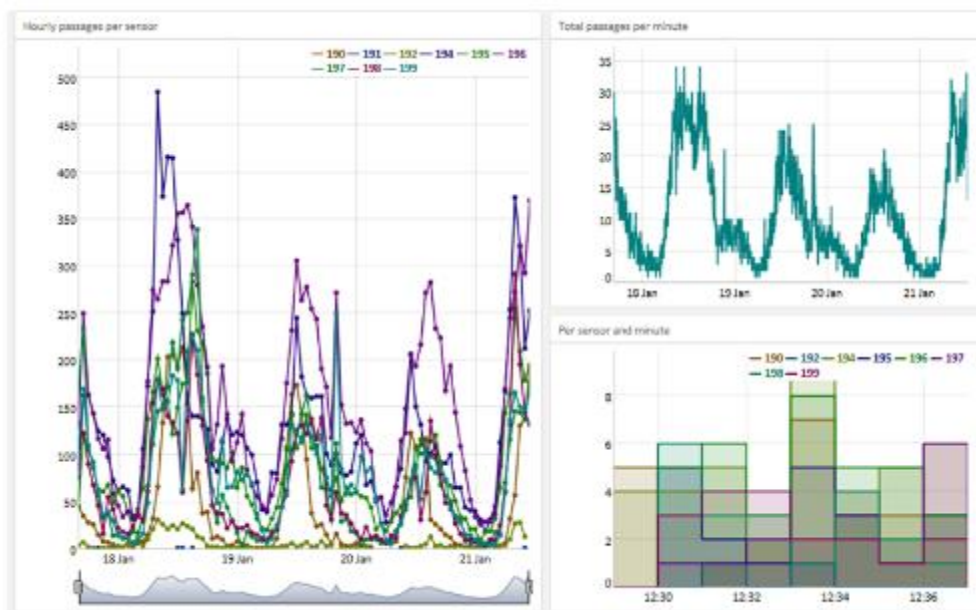 Hourly passages per sensor
190 191 192 194 195 196
197 198 199
500
450
400
350
300
250
200
150
100
50
0
18 Jan 19 Jan 20 Jan 21 Jan
Total passages per minute
35
30
25
20
15
10
5
0
18 Jan 19 Jan 20 Jan 21 Jan
Per sensor and minute
190 192 194 195 196 197
198 199
8
6
4
2
0
12:30 12:32 12:34 12:36